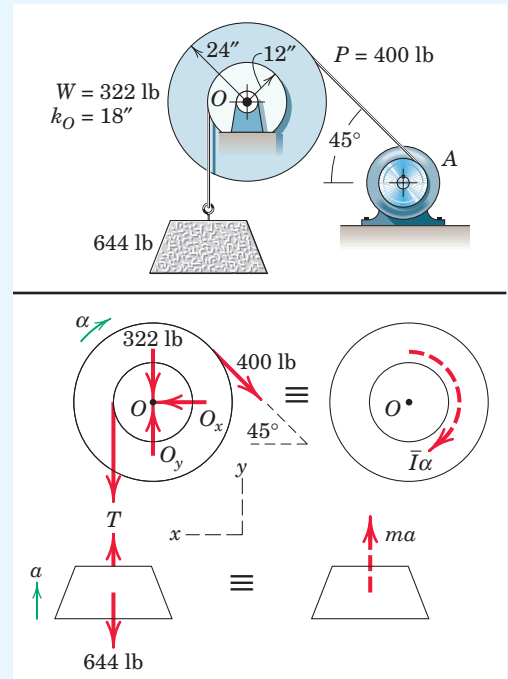 24″ 12″ P = 400 lb
W = 322 lb O
k_O = 18″
45° A
644 lb
α 322 lb
400 lb
≡
O O_x O
45°
O_y y Īα
T
x
ma
a
≡
644 lb